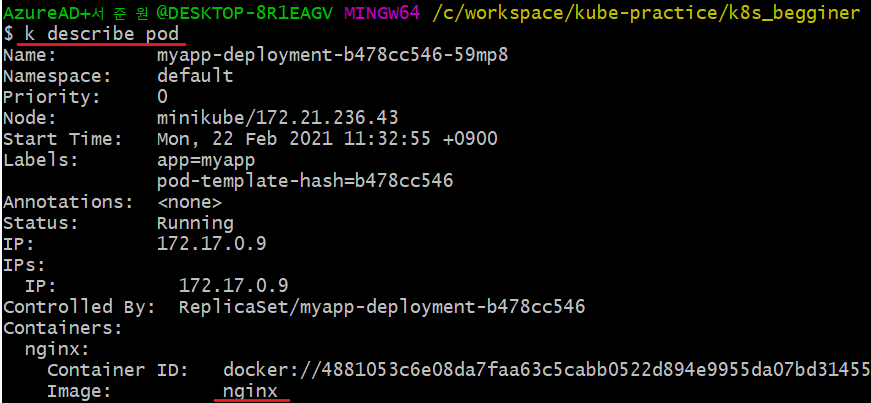 AzureAD+서 준 원 @DESKTOP-8R1EAGV MINGW64 /c/workspace/kube-practice/k8s_begginer
$ k describe pod
Name: myapp-deployment-b478cc546-59mp8
Namespace: default
Priority: 0
Node: minikube/172.21.236.43
Start Time: Mon, 22 Feb 2021 11:32:55 +0900
Labels: app=myapp
pod-template-hash=b478cc546
Annotations: <none>
Status: Running
IP: 172.17.0.9
IPs:
IP: 172.17.0.9
Controlled By: ReplicaSet/myapp-deployment-b478cc546
Containers:
nginx:
Container ID: docker://4881053c6e08da7faa63c5cabb0522d894e9955da07bd31455
Image: nginx